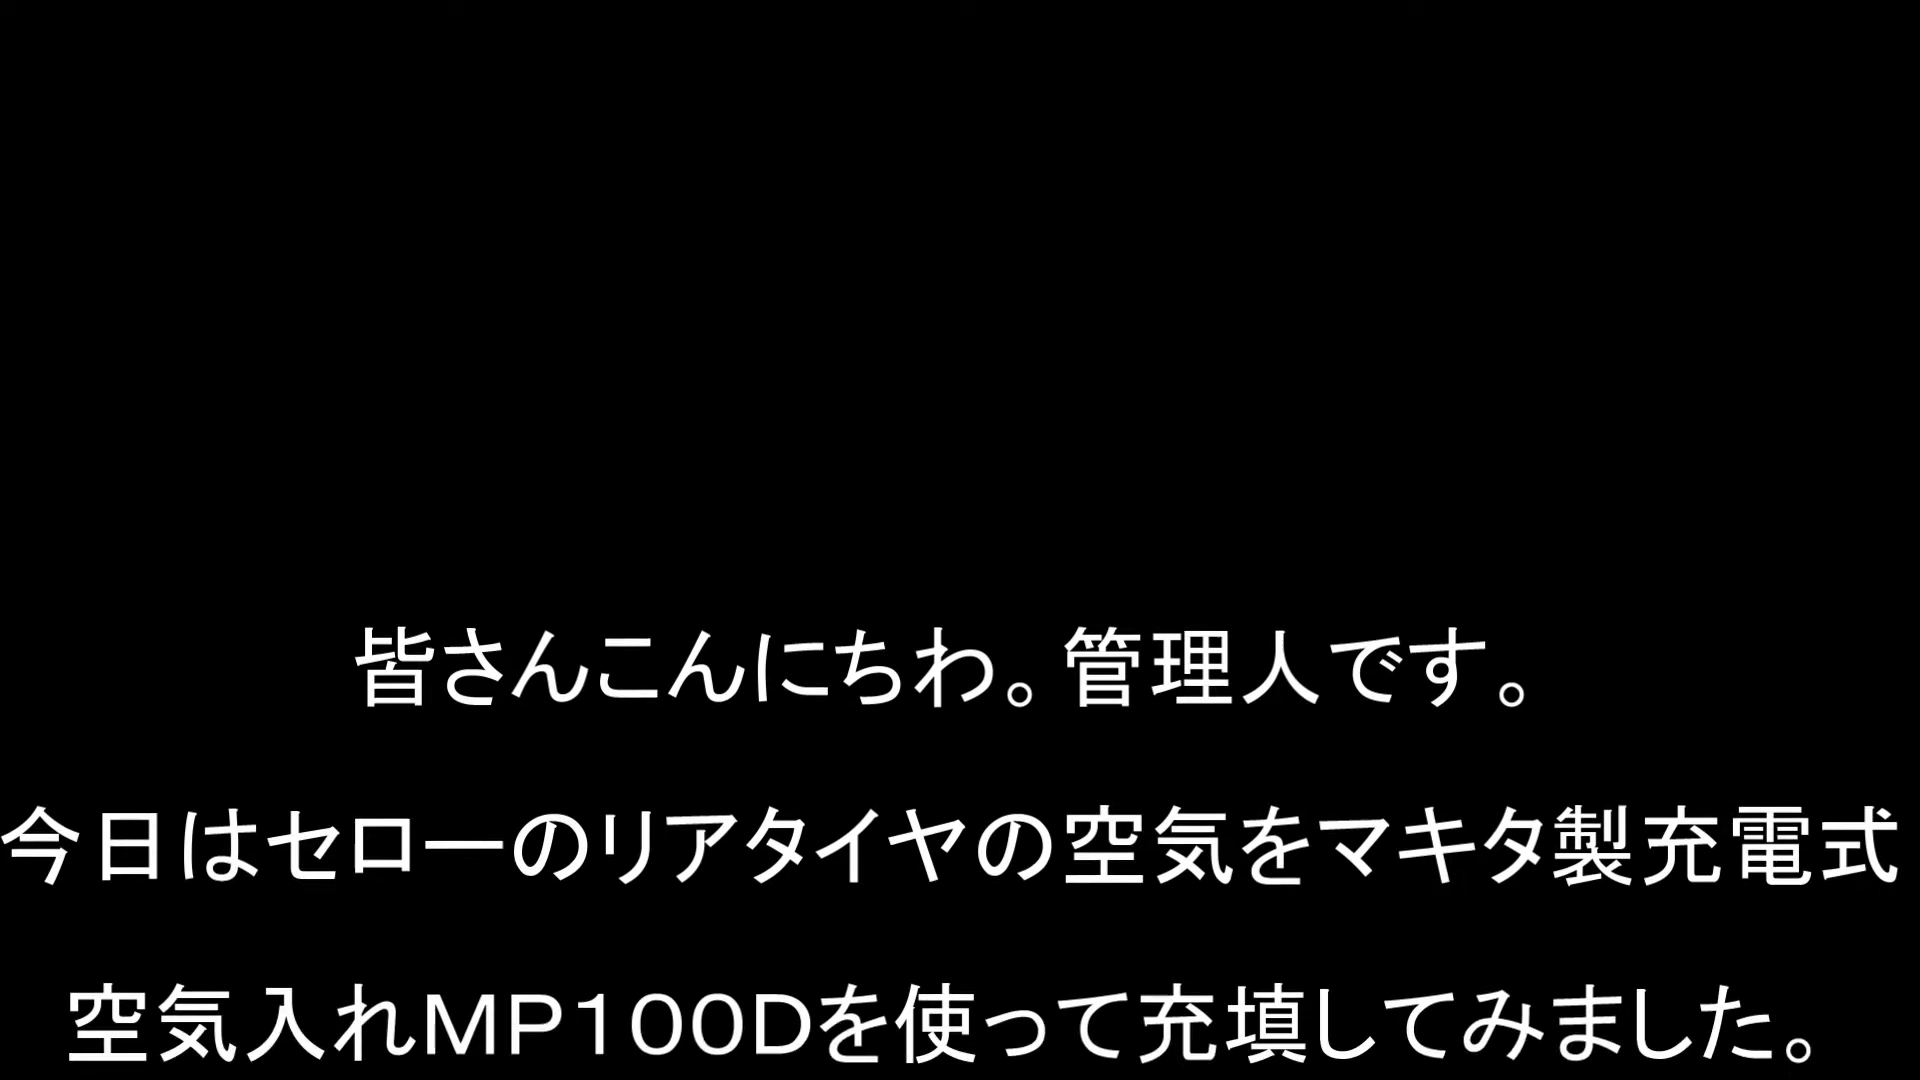 皆さんこんにちわ。管理人です。
今日はセローのリアタイヤの空気をマキタ製充電式
空気入れMP100Dを使って充填してみました。